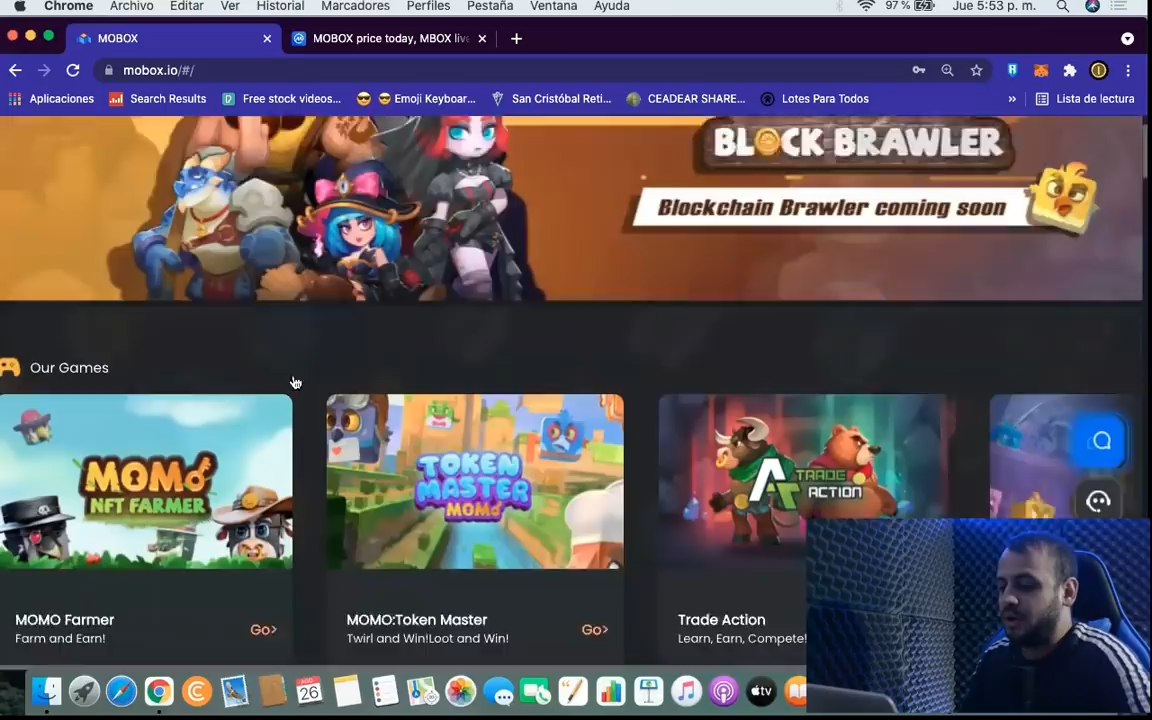 Chrome Archivo Editar Ver Historial Marcadores Perfiles Pestaña Ventana Ayuda 97 % Jue 5:53 p. m.
MOBOX MOBOX price today, MBOX live
mobox.io/#/
Aplicaciones Search Results Free stock videos... Emoji Keyboar... San Cristóbal Reti... CEADEAR SHARE... Lotes Para Todos » Lista de lectura
BLOCK BRAWLER
Blockchain Brawler coming soon
Our Games
MOMO
NFT FARMER
TOKEN
MASTER
MOMO
TRADE
ACTION
MOMO Farmer
Farm and Earn!
Go>
MOMO:Token Master
Twirl and Win!Loot and Win!
Go>
Trade Action
Learn, Earn, Compete!
AGO
26
tv